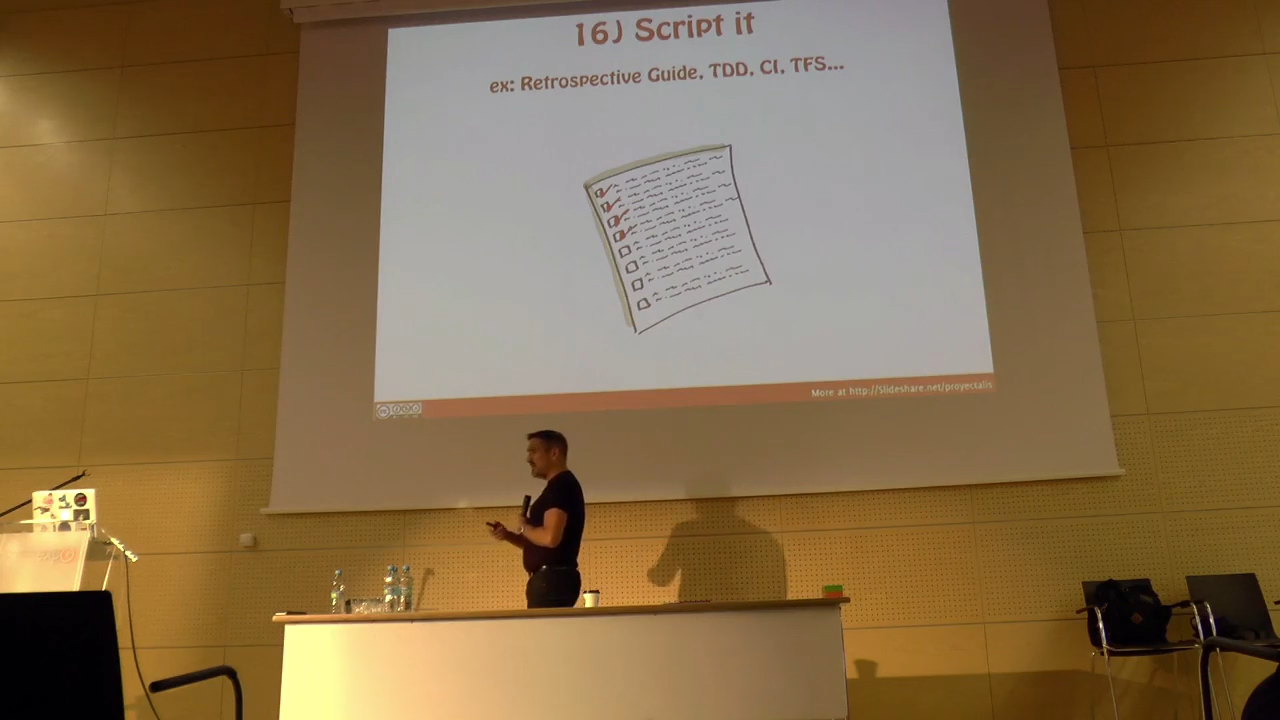 16) Script it
ex: Retrospective Guide, TDD, CI, TFS...
More at http://Slideshare.net/proyectalis